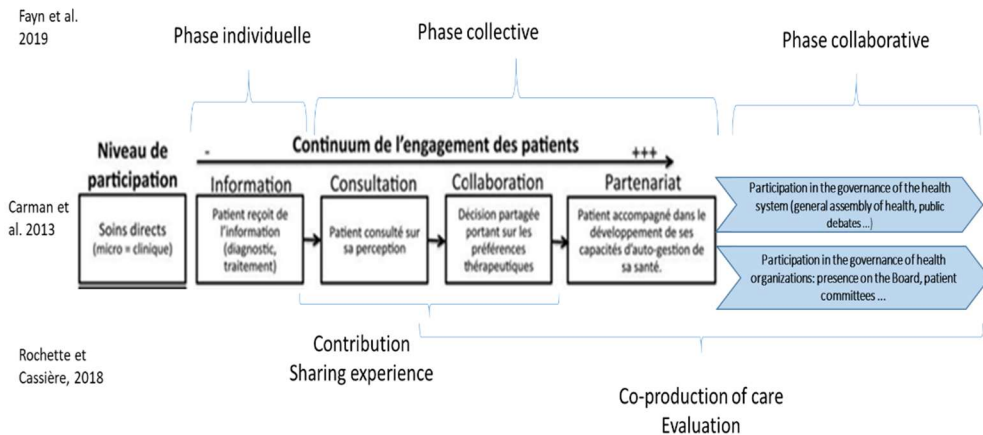 Fayn et al.
2019
Phase individuelle
Phase collective
Phase collaborative
Niveau de
participation
-
Continuum de l'engagement des patients
+++
Information
Consultation
Collaboration
Partenariat
Carman et
al. 2013
Soins directs
(micro = clinique)
Patient reçoit de
l'information
(diagnostic,
traitement)
Patient consulté sur
sa perception
Décision partagée
portant sur les
préférences
thérapeutiques
Patient accompagné dans le
développement de ses
capacités d'auto-gestion de
sa santé.
Participation in the governance of the health
system (general assembly of health, public
debates ...)
Participation in the governance of health
organizations: presence on the Board, patient
committees ...
Rochette et
Cassière, 2018
Contribution
Sharing experience
Co-production of care
Evaluation